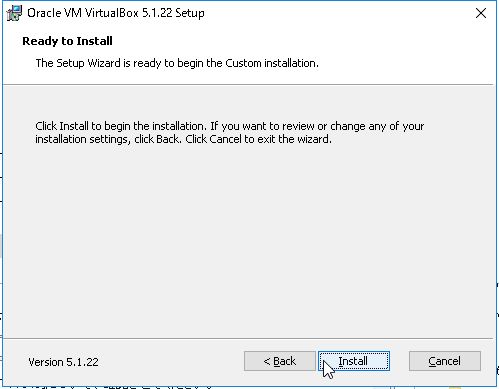 Oracle VM VirtualBox 5.1.22 Setup
Ready to Install
The Setup Wizard is ready to begin the Custom installation.
Click Install to begin the installation. If you want to review or change any of your
installation settings, click Back. Click Cancel to exit the wizard.
Version 5.1.22
< Back
Install
Cancel